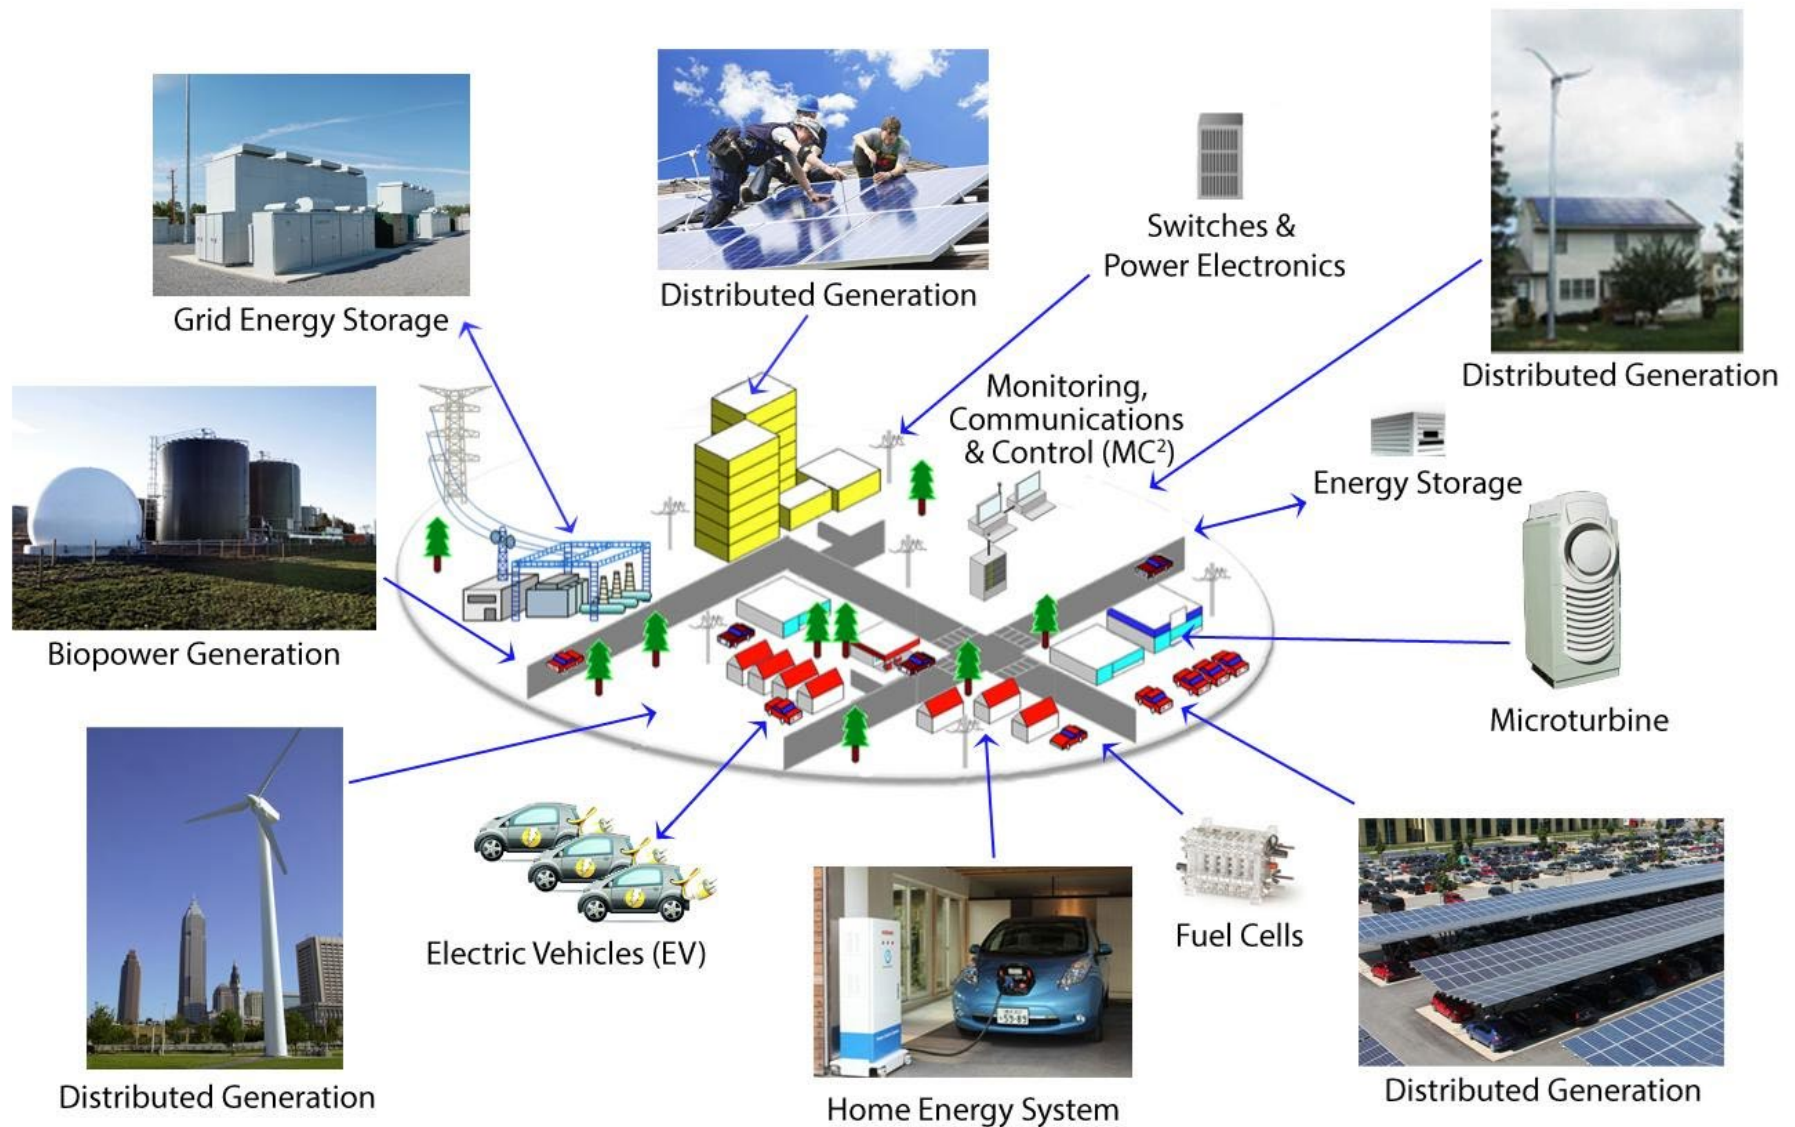 Grid Energy Storage
Distributed Generation
Switches &
Power Electronics
Distributed Generation
Monitoring,
Communications
& Control (MC²)
Energy Storage
Biopower Generation
Microturbine
Distributed Generation
Electric Vehicles (EV)
Home Energy System
Fuel Cells
Distributed Generation